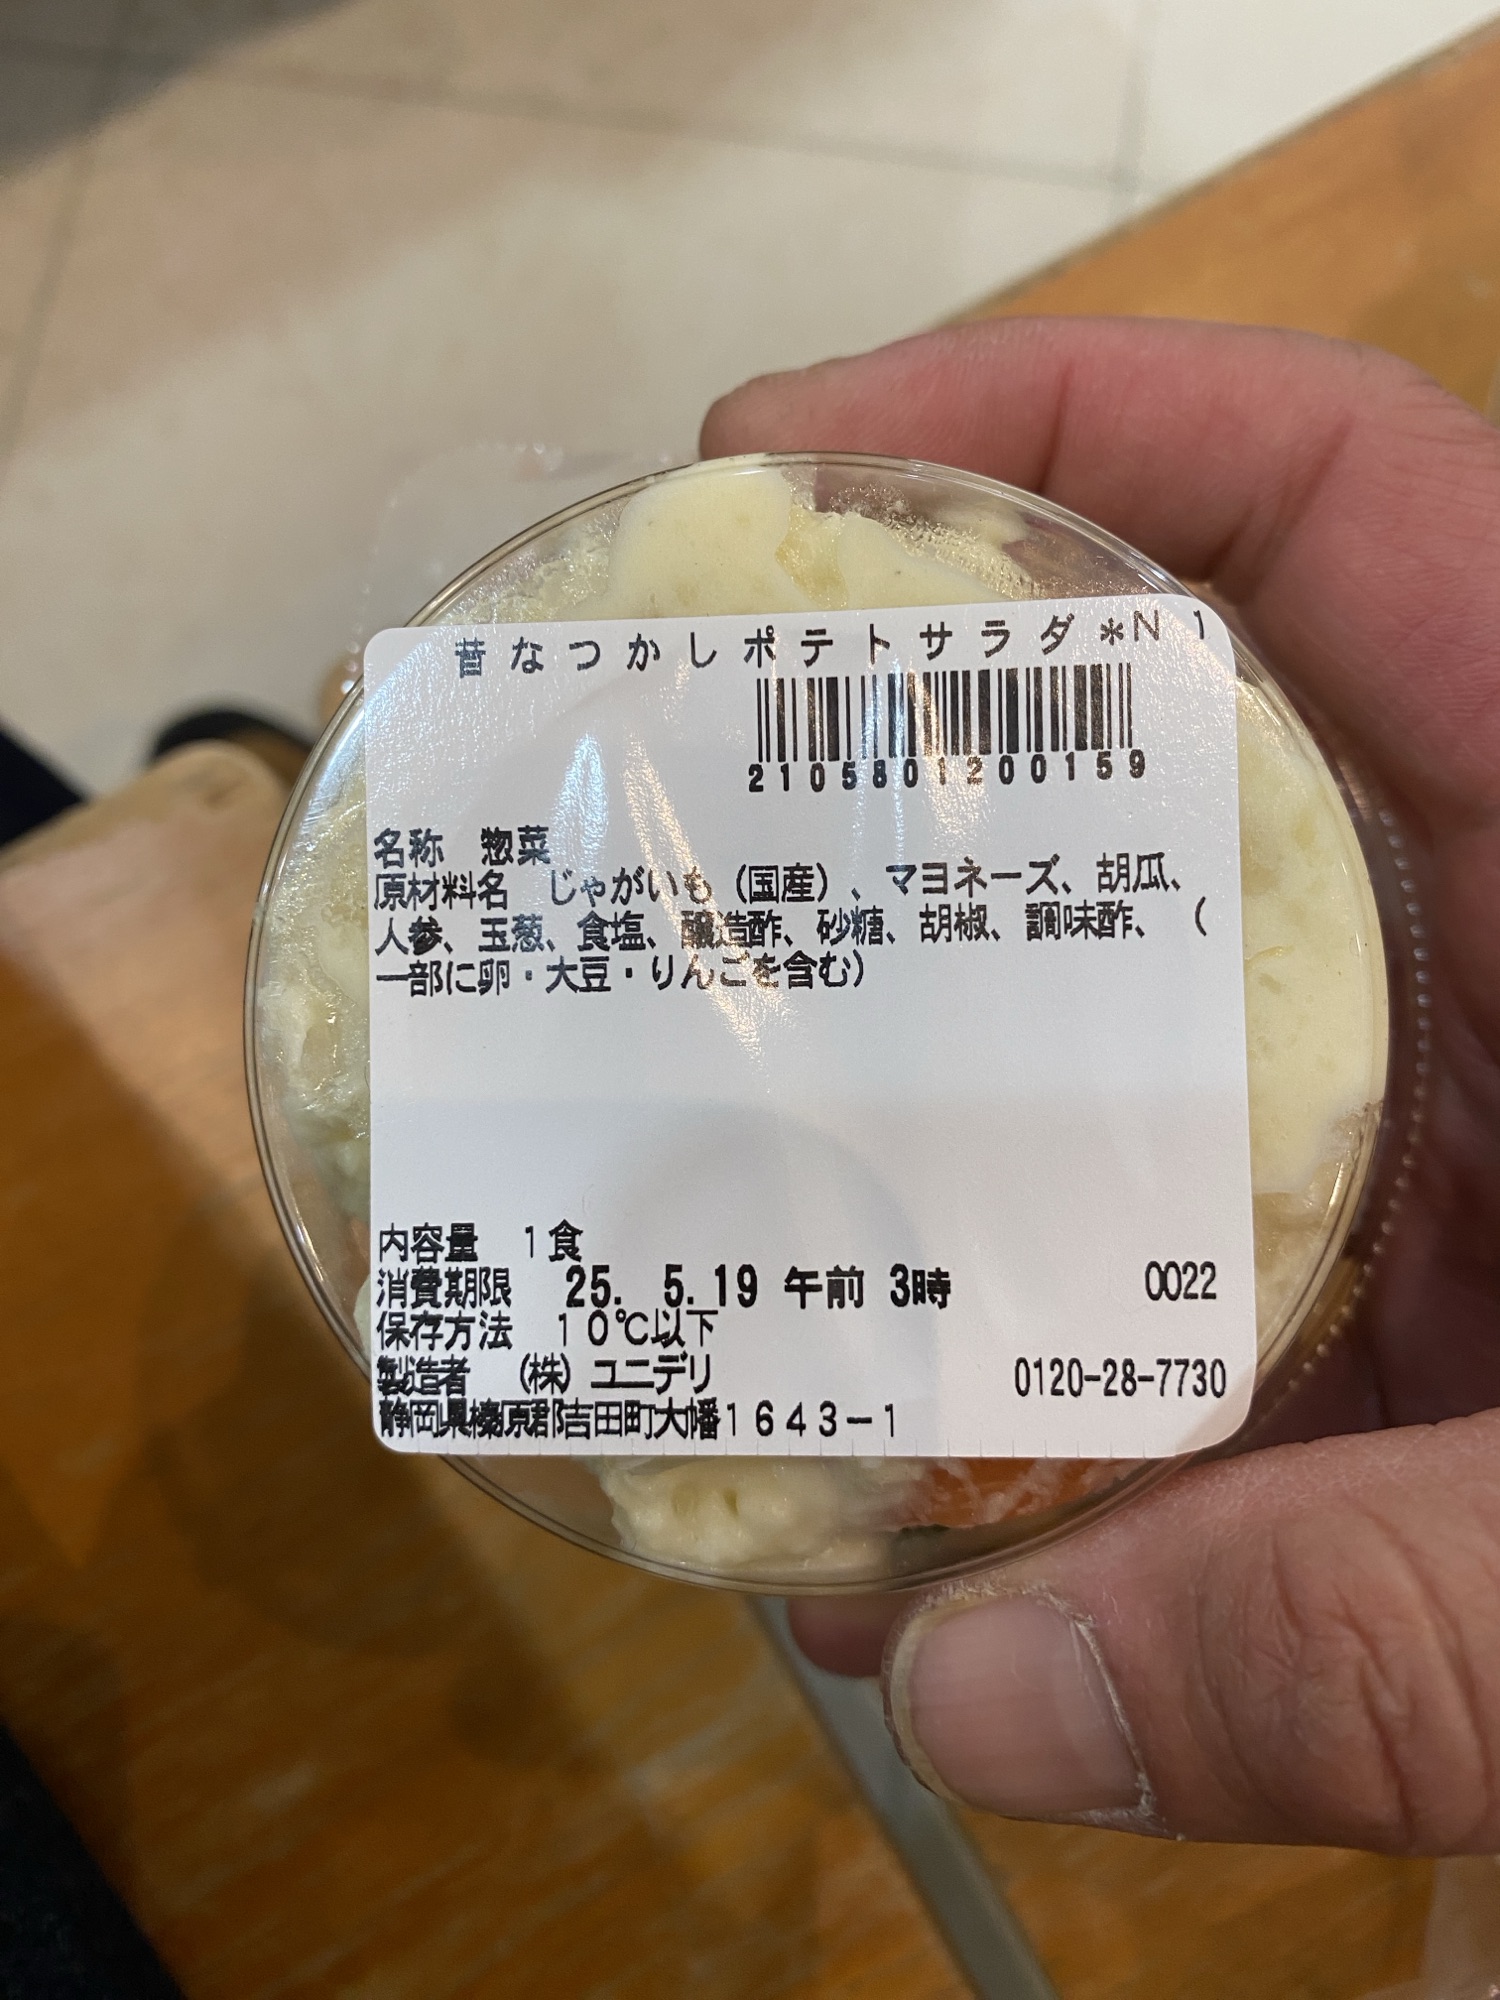 昔なつかしポテトサラダ*N1
2105801200159
名称 惣菜
原材料名 じゃがいも（国産）、マヨネーズ、胡瓜、
人参、玉葱、食塩、醸造酢、砂糖、胡椒、調味酢、（
一部に卵・大豆・りんごを含む）
内容量 1食
消費期限 25. 5.19 午前 3時 0022
保存方法 10℃以下
製造者 （株）ユニデリ 0120-28-7730
静岡県榛原郡吉田町大幡1643-1